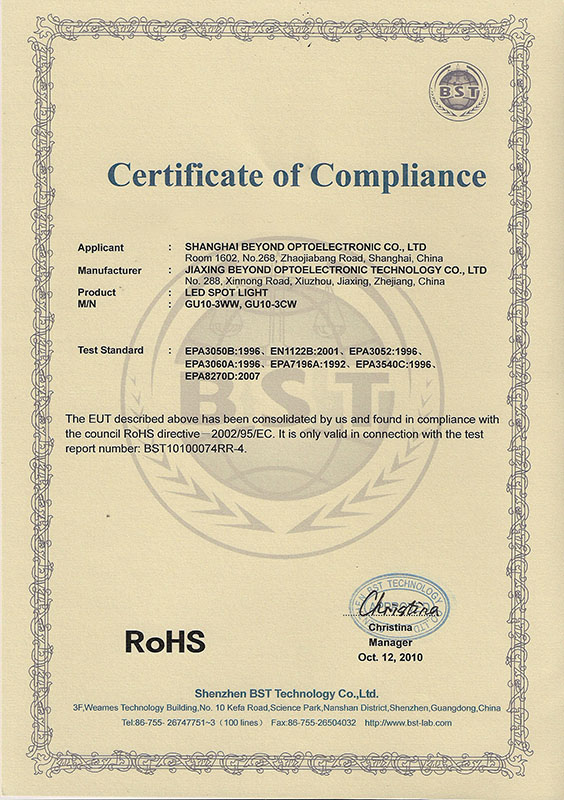 BST
Certificate of Compliance
Applicant : SHANGHAI BEYOND OPTOELECTRONIC CO., LTD
Room 1602, No.268, Zhaojiabang Road, Shanghai, China
Manufacturer : JIAXING BEYOND OPTOELECTRONIC TECHNOLOGY CO., LTD
No. 288, Xinnong Road, Xiuzhou, Jiaxing, Zhejiang, China
Product : LED SPOT LIGHT
M/N : GU10-3WW, GU10-3CW
Test Standard : EPA3050B:1996、EN1122B:2001、EPA3052:1996、
EPA3060A:1996、EPA7196A:1992、EPA3540C:1996、
EPA8270D:2007
BST
The EUT described above has been consolidated by us and found in compliance with
the council RoHS directive－2002/95/EC. It is only valid in connection with the test
report number: BST10100074RR-4.
BST TECHNOLOGY CO.,LTD
APPROVED
Christina
RoHS
Christina
Manager
Oct. 12, 2010
Shenzhen BST Technology Co.,Ltd.
3F,Weames Technology Building,No. 10 Kefa Road,Science Park,Nanshan District,Shenzhen,Guangdong,China
Tel:86-755- 26747751~3（100 lines） Fax:86-755-26504032 http://www.bst-lab.com